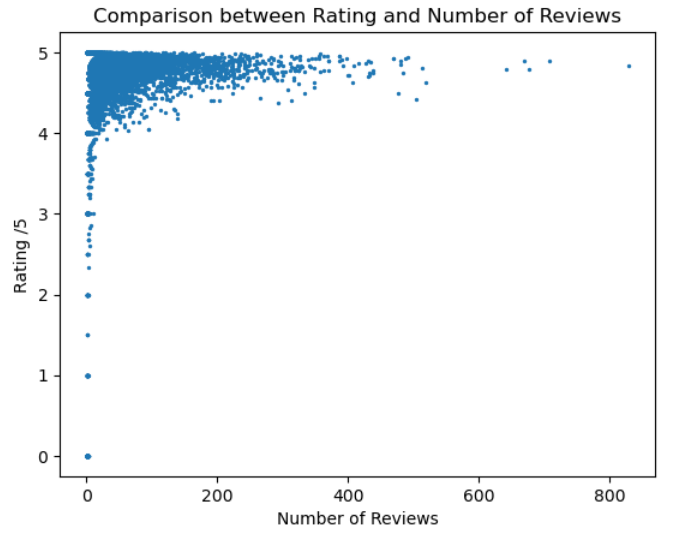 Comparison between Rating and Number of Reviews
5
4
3
2
1
0
Rating /5
0 200 400 600 800
Number of Reviews